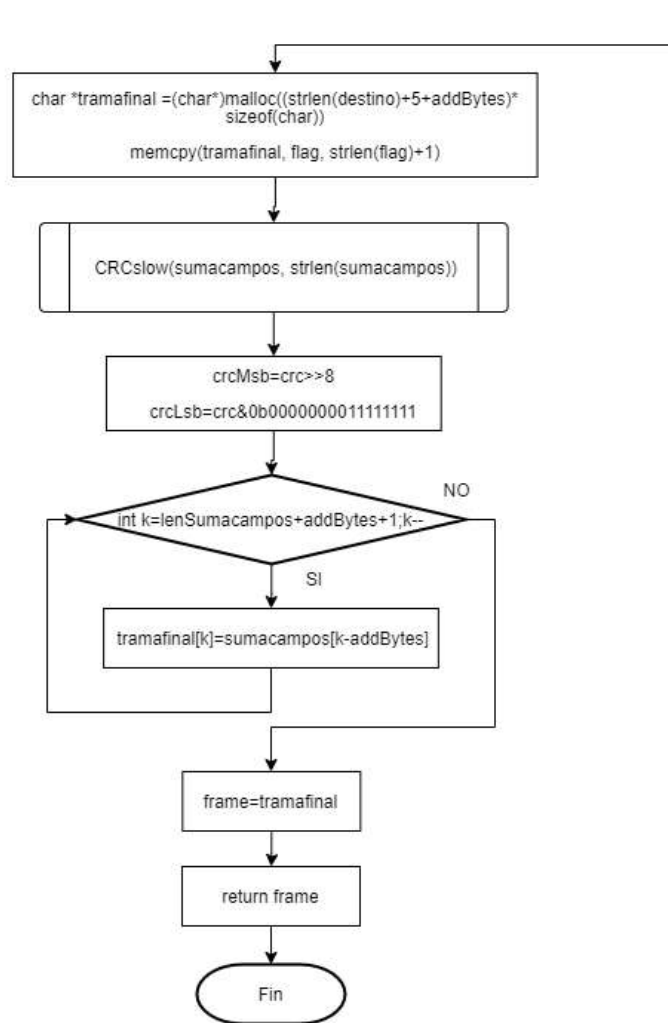 char *tramafinal =(char*)malloc((strlen(destino)+5+addBytes)*
sizeof(char))
memcpy(tramafinal, flag, strlen(flag)+1)
CRCslow(sumacampos, strlen(sumacampos))
crcMsb=crc>>8
crcLsb=crc&0b0000000011111111
NO
int k=lenSumacampos+addBytes+1;k--
SI
tramafinal[k]=sumacampos[k-addBytes]
frame=tramafinal
return frame
Fin